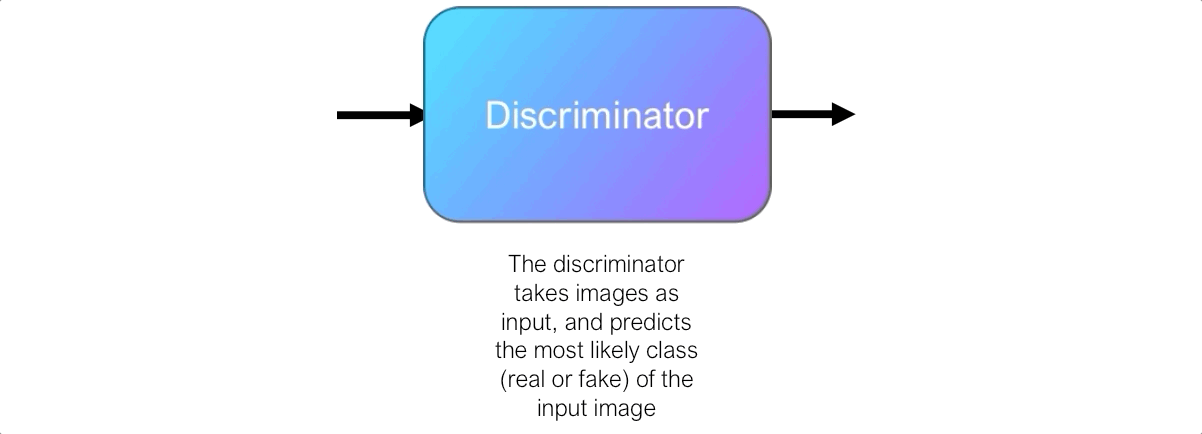 Discriminator
The discriminator
takes images as
input, and predicts
the most likely class
(real or fake) of the
input image